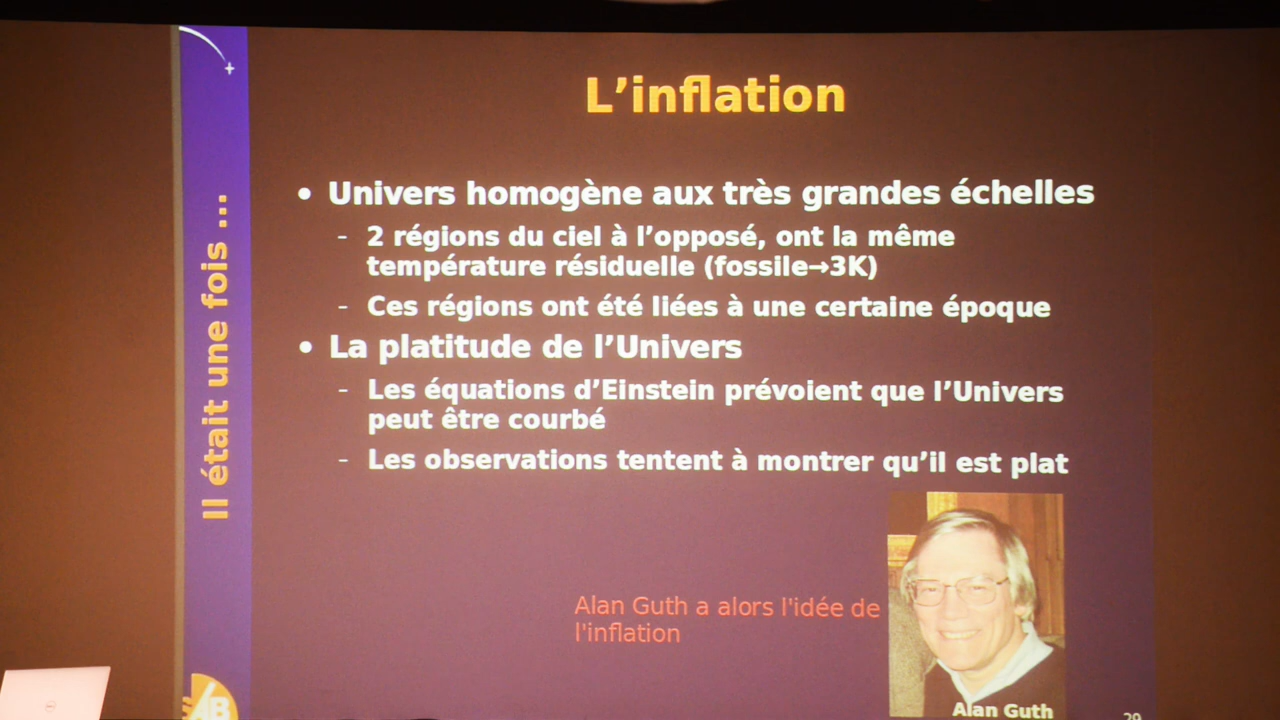 L’inflation
Il était une fois ...
• Univers homogène aux très grandes échelles
- 2 régions du ciel à l’opposé, ont la même
température résiduelle (fossile→3K)
- Ces régions ont été liées à une certaine époque
• La platitude de l’Univers
- Les équations d’Einstein prévoient que l’Univers
peut être courbé
- Les observations tentent à montrer qu’il est plat
Alan Guth a alors l'idée de
l'inflation
Alan Guth
29